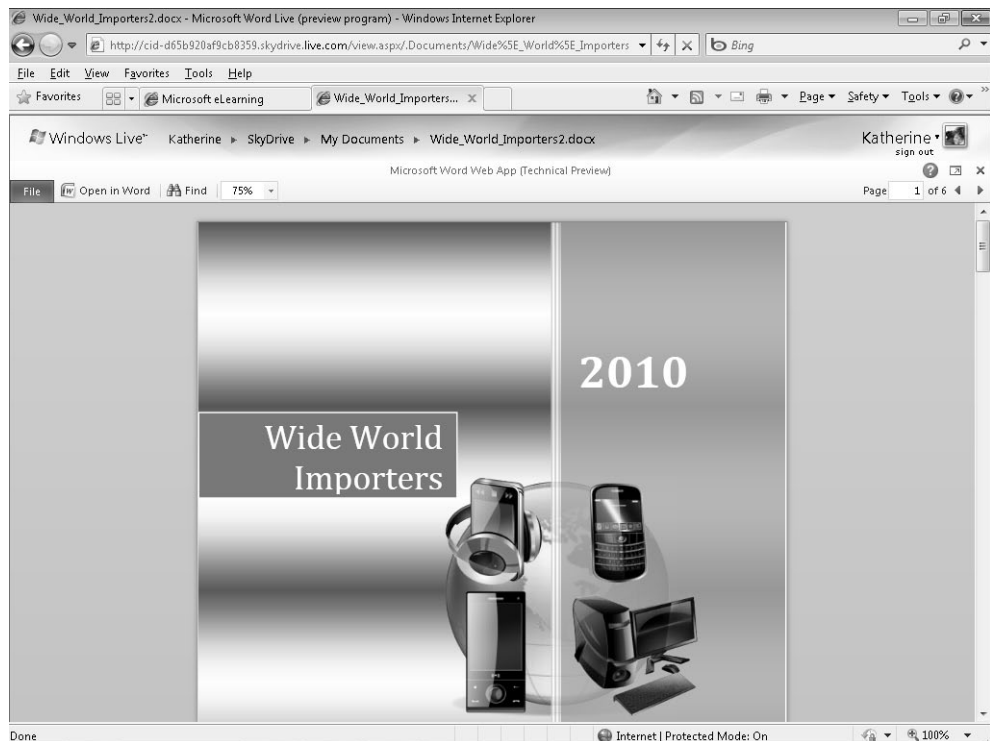 Wide_World_Importers2.docx - Microsoft Word Live (preview program) - Windows Internet Explorer
http://cid-d65b920af9cb8359.skydrive.live.com/view.aspx/.Documents/Wide%5E_World%5E_Importers
Bing
File Edit View Favorites Tools Help
Favorites Microsoft eLearning Wide_World_Importers... Page Safety Tools
Windows Live Katherine SkyDrive My Documents Wide_World_Importers2.docx Katherine
sign out
Microsoft Word Web App (Technical Preview)
File Open in Word Find 75% Page 1 of 6
2010
Wide World
Importers
Done Internet | Protected Mode: On 100%